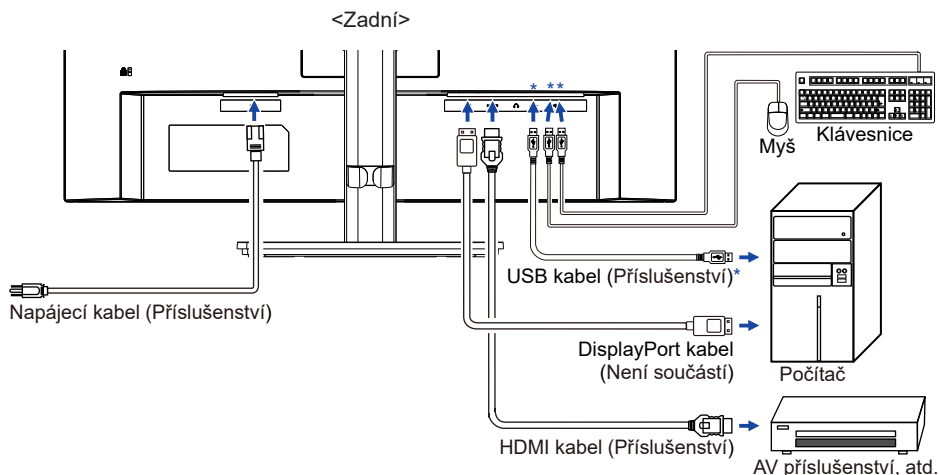 <Zadní>
* **
Myš
Klávesnice
USB kabel (Příslušenství)*
Napájecí kabel (Příslušenství)
DisplayPort kabel
(Není součástí)
Počítač
HDMI kabel (Příslušenství)
AV příslušenství, atd.